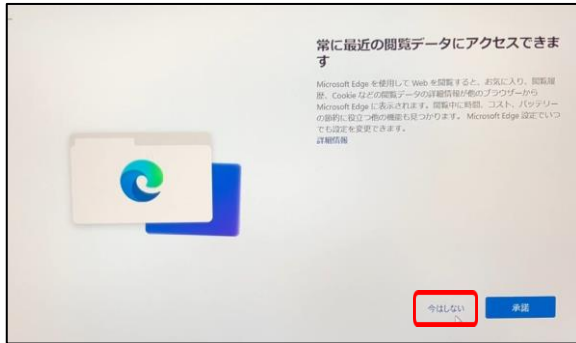 常に最近の閲覧データにアクセスできま
す
Microsoft Edge を使用して Web を閲覧すると、お気に入り、閲覧履
歴、Cookie などの閲覧データの詳細情報が他のブラウザーから
Microsoft Edge に表示されます。閲覧中に時間、コスト、バッテリー
の節約に役立つ他の機能も見つかります。 Microsoft Edge 設定でいつ
でも設定を変更できます。
詳細情報
今はしない
承諾